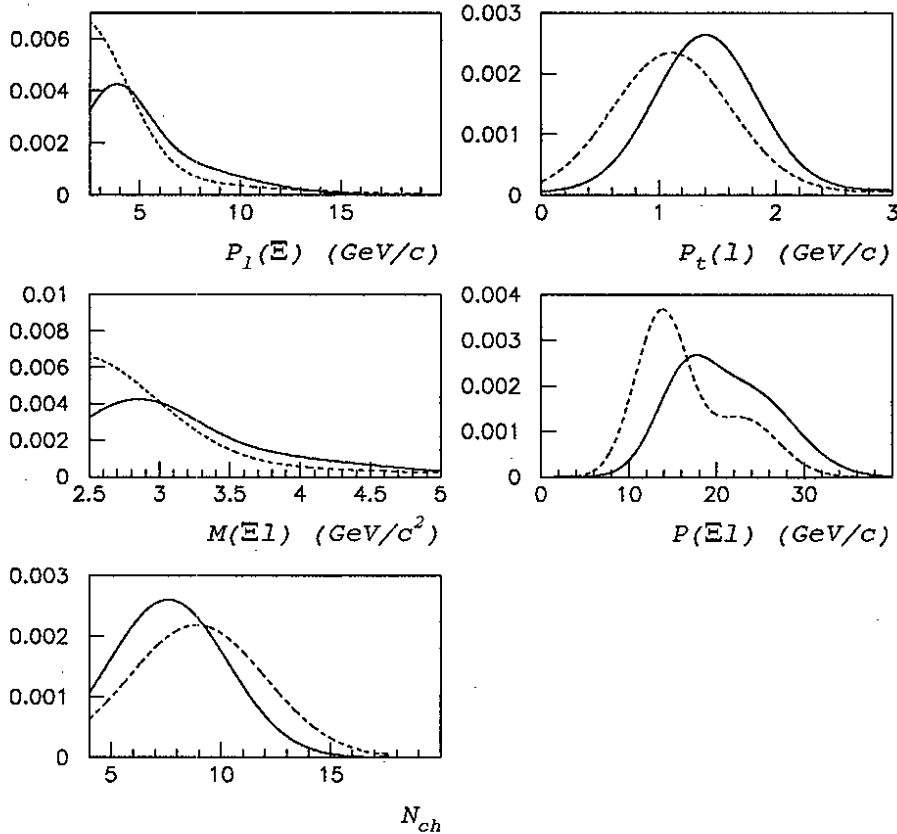 0.006
0.004
0.002
0
5 10 15
P_l(Ξ) (GeV/c)
0.003
0.002
0.001
0
0 1 2 3
P_t(l) (GeV/c)
0.01
0.008
0.006
0.004
0.002
0
2.5 3 3.5 4 4.5 5
M(Ξl) (GeV/c²)
0.004
0.003
0.002
0.001
0
0 10 20 30
P(Ξl) (GeV/c)
0.003
0.002
0.001
0
5 10 15
N_ch